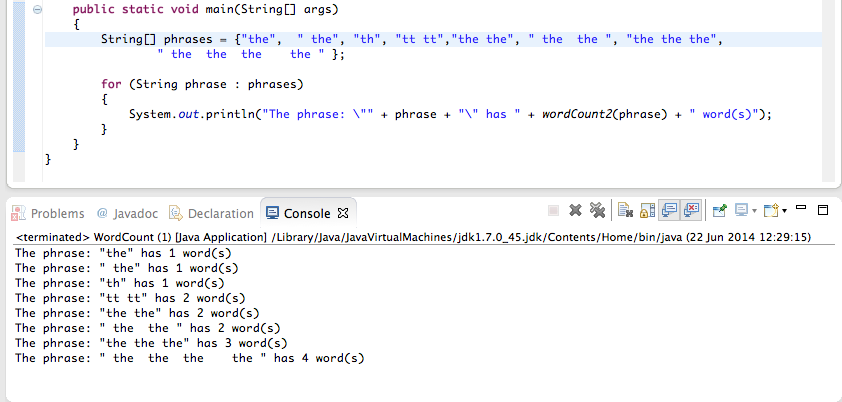 public static void main(String[] args)
{
String[] phrases = {"the",  " the", "th", "tt tt","the the", " the  the ", "the the the",
" the  the  the    the " };
for (String phrase : phrases)
{
System.out.println("The phrase: \"" + phrase + "\" has " + wordCount2(phrase) + " word(s)");
}
}
}
Problems @ Javadoc Declaration Console
<terminated> WordCount (1) [Java Application] /Library/Java/JavaVirtualMachines/jdk1.7.0_45.jdk/Contents/Home/bin/java (22 Jun 2014 12:29:15)
The phrase: "the" has 1 word(s)
The phrase: " the" has 1 word(s)
The phrase: "th" has 1 word(s)
The phrase: "tt tt" has 2 word(s)
The phrase: "the the" has 2 word(s)
The phrase: " the  the " has 2 word(s)
The phrase: "the the the" has 3 word(s)
The phrase: " the  the  the    the " has 4 word(s)